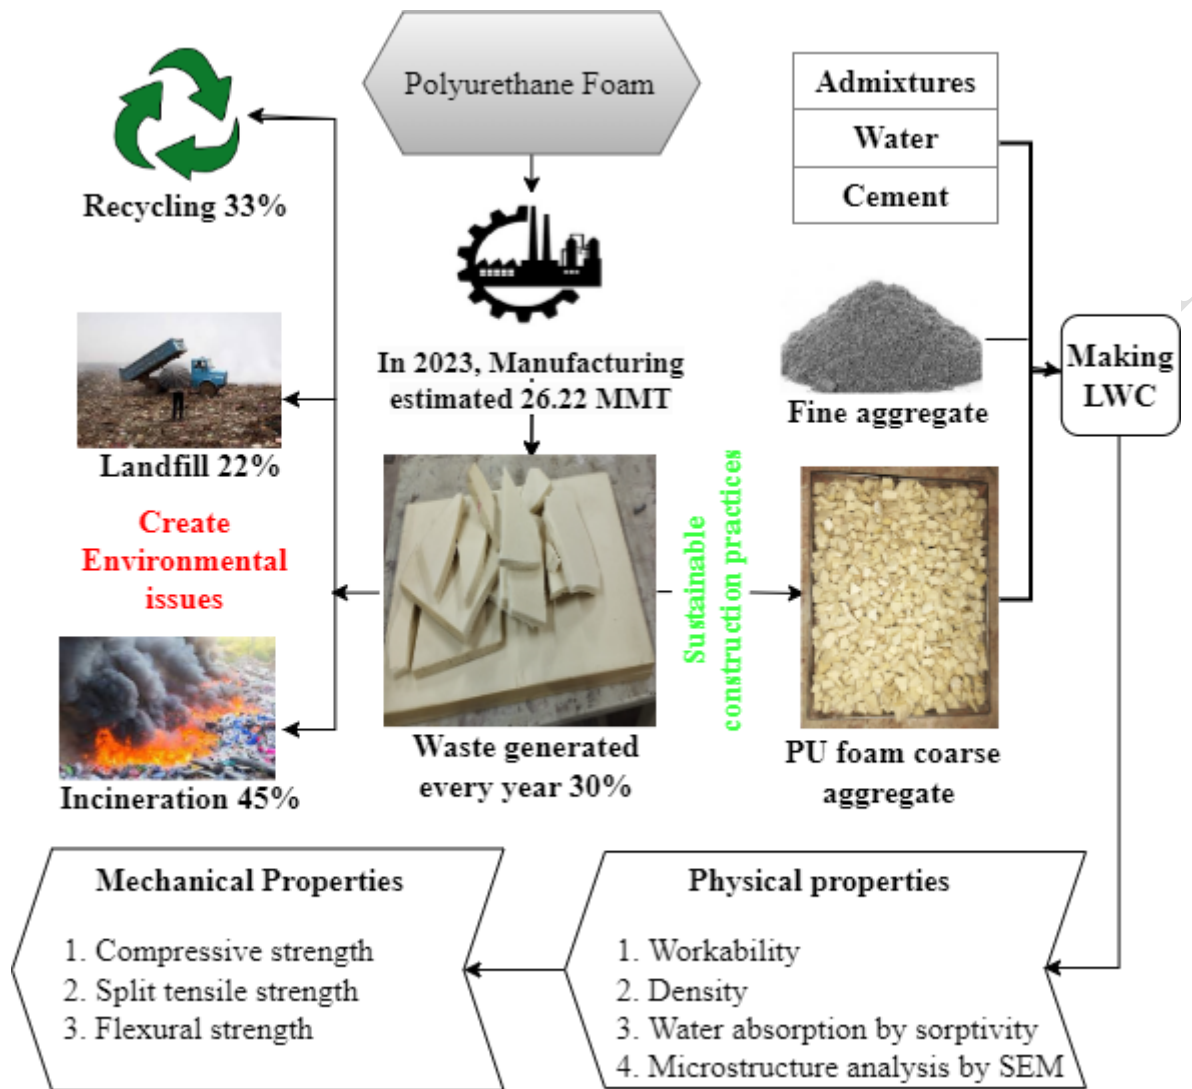 Polyurethane Foam
Recycling 33%
In 2023, Manufacturing
estimated 26.22 MMT
Landfill 22%
Create
Environmental
issues
Incineration 45%
Waste generated
every year 30%
Sustainable
construction practices
Admixtures
Water
Cement
Fine aggregate
PU foam coarse
aggregate
Making
LWC
Physical properties
1. Workability
2. Density
3. Water absorption by sorptivity
4. Microstructure analysis by SEM
Mechanical Properties
1. Compressive strength
2. Split tensile strength
3. Flexural strength